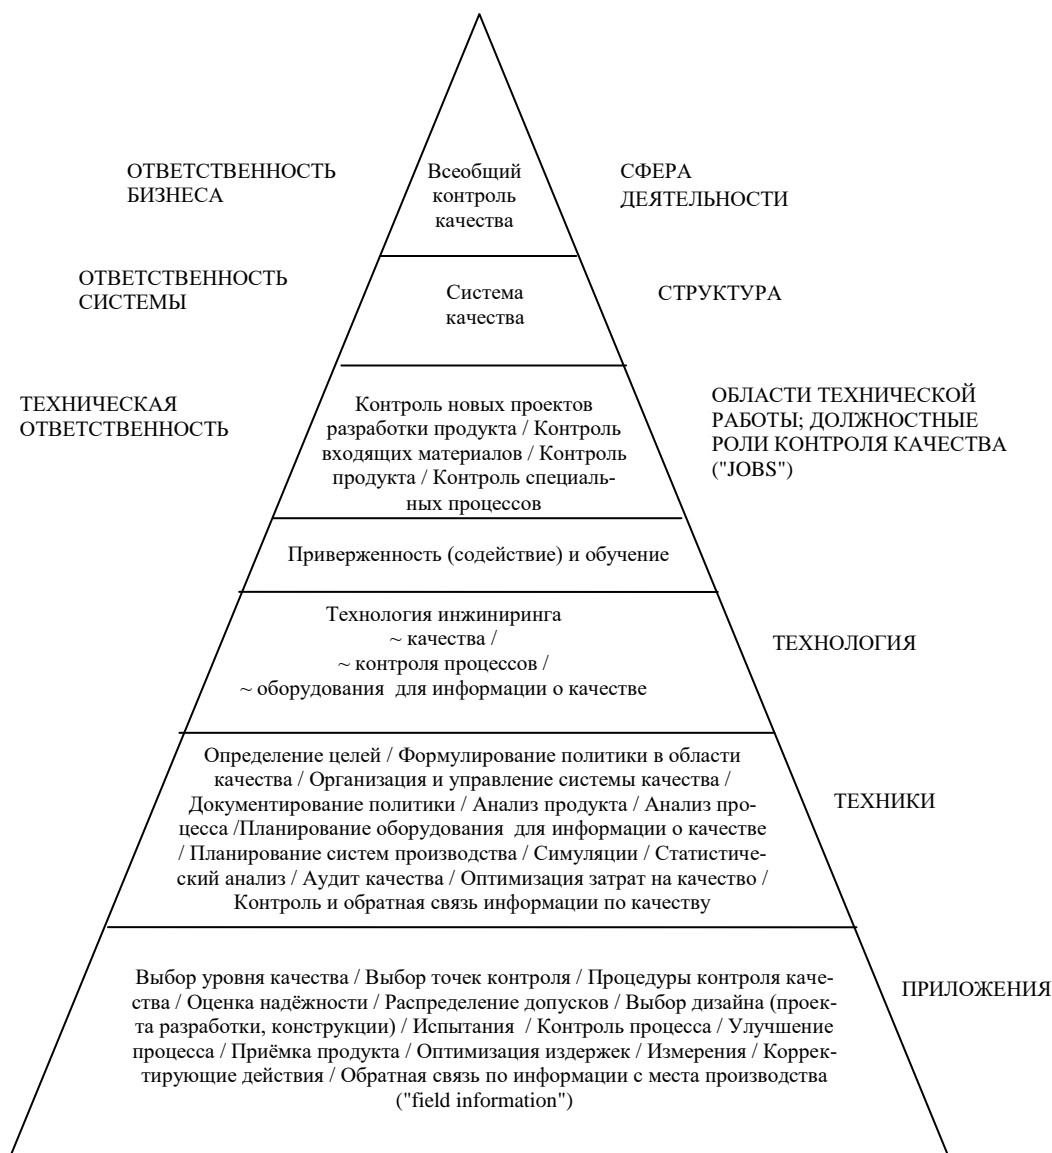 ОТВЕТСТВЕННОСТЬ
БИЗНЕСА
Всеобщий
контроль
качества
СФЕРА
ДЕЯТЕЛЬНОСТИ
ОТВЕТСТВЕННОСТЬ
СИСТЕМЫ
Система
качества
СТРУКТУРА
ТЕХНИЧЕСКАЯ
ОТВЕТСТВЕННОСТЬ
Контроль новых проектов
разработки продукта / Контроль
входящих материалов / Контроль
продукта / Контроль специаль-
ных процессов
ОБЛАСТИ ТЕХНИЧЕСКОЙ
РАБОТЫ; ДОЛЖНОСТНЫЕ
РОЛИ КОНТРОЛЯ КАЧЕСТВА
("JOBS")
Приверженность (содействие) и обучение
Технология инжиниринга
~ качества /
~ контроля процессов /
~ оборудования для информации о качестве
ТЕХНОЛОГИЯ
Определение целей / Формулирование политики в области
качества / Организация и управление системы качества /
Документирование политики / Анализ продукта / Анализ про-
цесса /Планирование оборудования для информации о качестве
/ Планирование систем производства / Симуляции / Статистиче-
ский анализ / Аудит качества / Оптимизация затрат на качество /
Контроль и обратная связь информации по качеству
ТЕХНИКИ
Выбор уровня качества / Выбор точек контроля / Процедуры контроля каче-
ства / Оценка надёжности / Распределение допусков / Выбор дизайна (проек-
та разработки, конструкции) / Испытания / Контроль процесса / Улучшение
процесса / Приёмка продукта / Оптимизация издержек / Измерения / Коррек-
тирующие действия / Обратная связь по информации с места производства
("field information")
ПРИЛОЖЕНИЯ